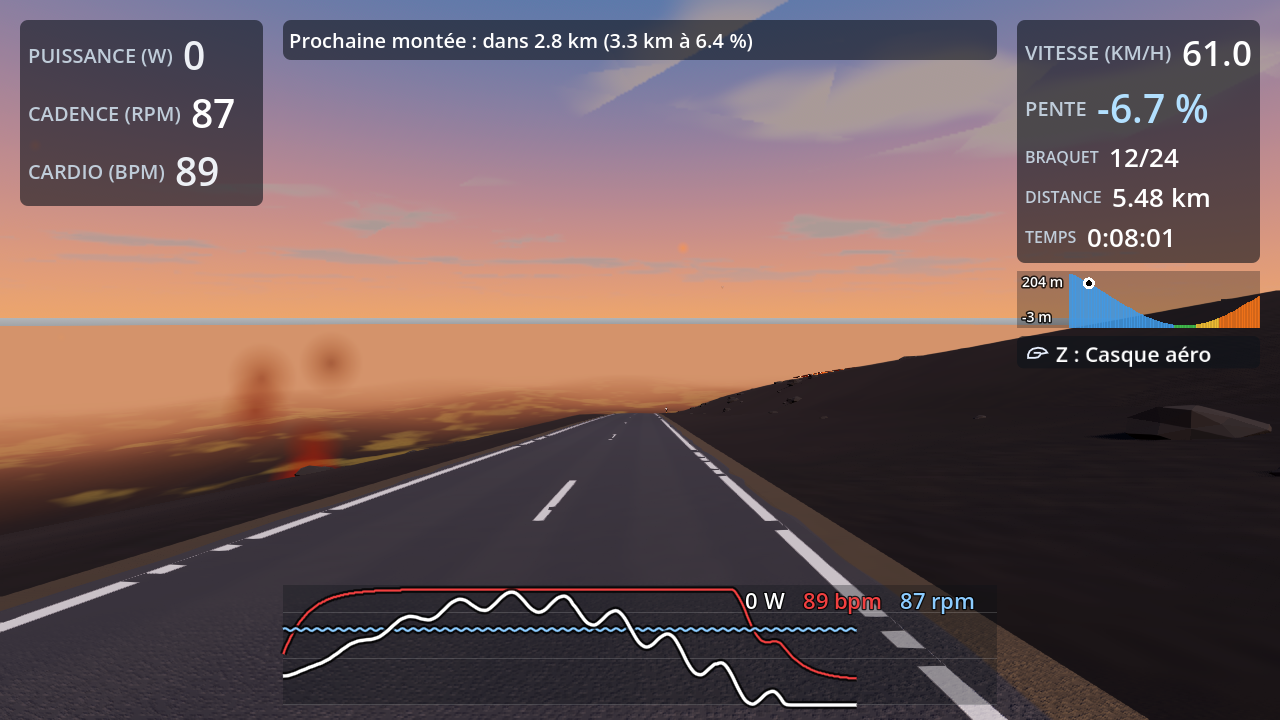 PUISSANCE (W) 0
CADENCE (RPM) 87
CARDIO (BPM) 89
Prochaine montée : dans 2.8 km (3.3 km à 6.4 %)
VITESSE (KM/H) 61.0
PENTE -6.7 %
BRAQUET 12/24
DISTANCE 5.48 km
TEMPS 0:08:01
204 m
-3 m
Z : Casque aéro
0 W 89 bpm 87 rpm